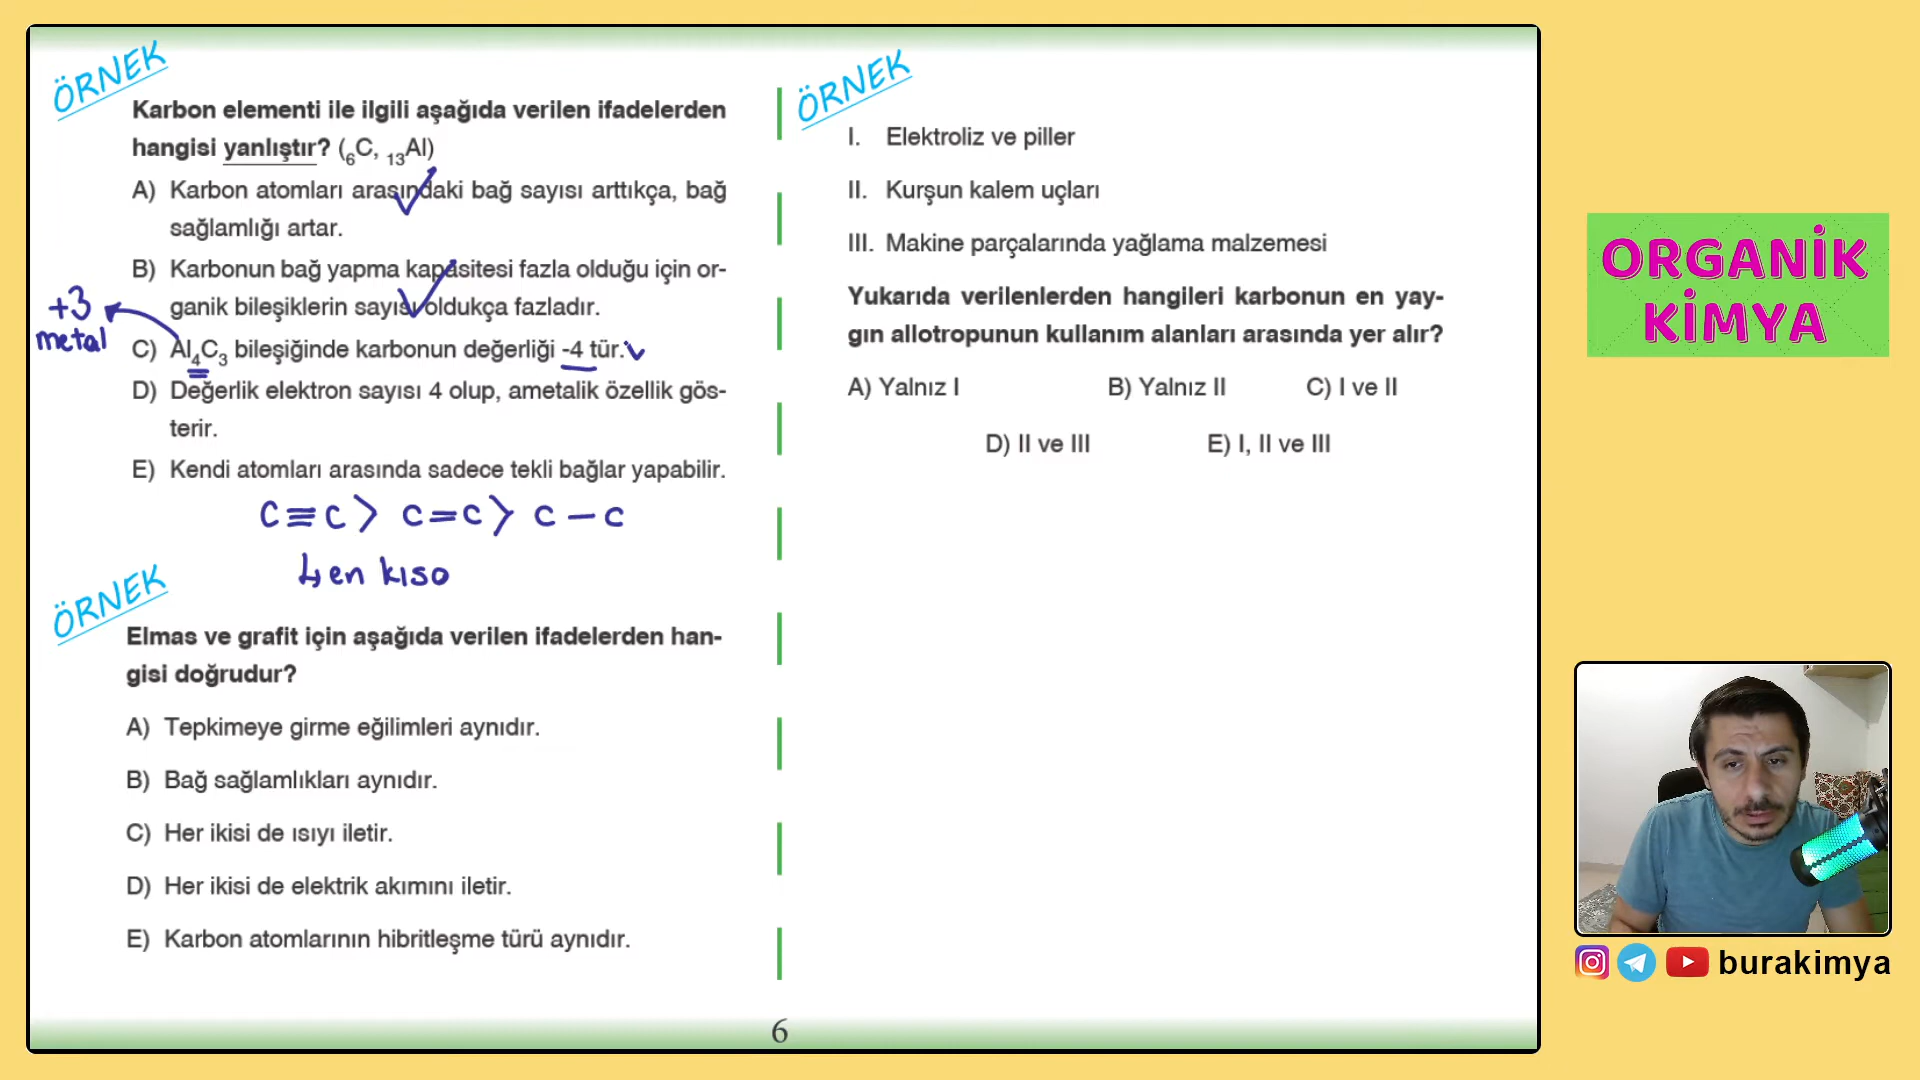 ÖRNEK
Karbon elementi ile ilgili aşağıda verilen ifadelerden
hangisi yanlıştır? (₆C, ₁₃Al)
A) Karbon atomları arasındaki bağ sayısı arttıkça, bağ
sağlamlığı artar.
B) Karbonun bağ yapma kapasitesi fazla olduğu için or-
ganik bileşiklerin sayısı oldukça fazladır.
+3
metal
C) Al₄C₃ bileşiğinde karbonun değerliği -4 tür.
D) Değerlik elektron sayısı 4 olup, ametalik özellik gös-
terir.
E) Kendi atomları arasında sadece tekli bağlar yapabilir.
C≡C > C=C > C-C
↳ en kısa
ÖRNEK
Elmas ve grafit için aşağıda verilen ifadelerden han-
gisi doğrudur?
A) Tepkimeye girme eğilimleri aynıdır.
B) Bağ sağlamlıkları aynıdır.
C) Her ikisi de ısıyı iletir.
D) Her ikisi de elektrik akımını iletir.
E) Karbon atomlarının hibritleşme türü aynıdır.
ÖRNEK
I. Elektroliz ve piller
II. Kurşun kalem uçları
III. Makine parçalarında yağlama malzemesi
Yukarıda verilenlerden hangileri karbonun en yay-
gın allotropunun kullanım alanları arasında yer alır?
A) Yalnız I B) Yalnız II C) I ve II
D) II ve III E) I, II ve III
6
ORGANİK
KİMYA
burakimya